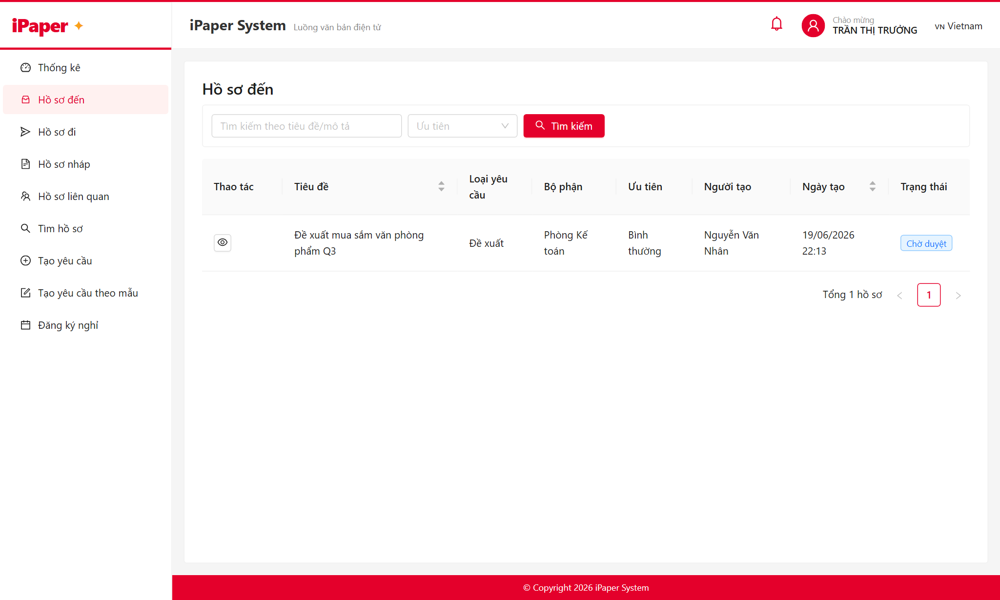 iPaper
iPaper System
Luồng văn bản điện tử
Chào mừng
TRẦN THỊ TRƯỞNG
VN Vietnam
Thống kê
Hồ sơ đến
Hồ sơ đi
Hồ sơ nháp
Hồ sơ liên quan
Tìm hồ sơ
Tạo yêu cầu
Tạo yêu cầu theo mẫu
Đăng ký nghỉ
Hồ sơ đến
Tìm kiếm theo tiêu đề/mô tả
Ưu tiên
Tìm kiếm
Thao tác
Tiêu đề
Loại yêu
cầu
Bộ phận
Ưu tiên
Người tạo
Ngày tạo
Trạng thái
Đề xuất mua sắm văn phòng
phẩm Q3
Đề xuất
Phòng Kế
toán
Bình
thường
Nguyễn Văn
Nhân
19/06/2026
22:13
Chờ duyệt
Tổng 1 hồ sơ
1
© Copyright 2026 iPaper System